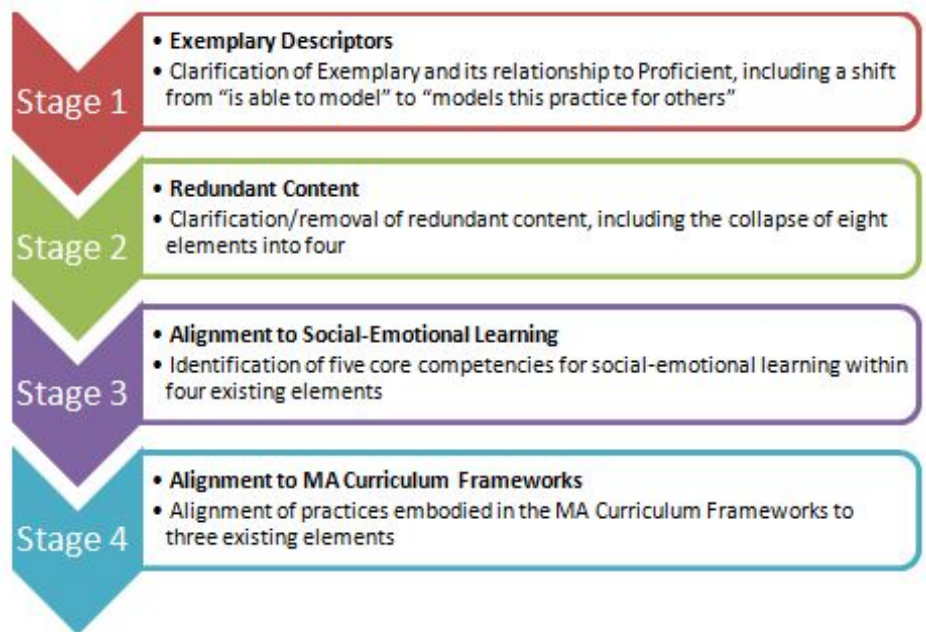 Stage 1
• Exemplary Descriptors
• Clarification of Exemplary and its relationship to Proficient, including a shift
from “is able to model” to “models this practice for others”
Stage 2
• Redundant Content
• Clarification/removal of redundant content, including the collapse of eight
elements into four
Stage 3
• Alignment to Social-Emotional Learning
• Identification of five core competencies for social-emotional learning within
four existing elements
Stage 4
• Alignment to MA Curriculum Frameworks
• Alignment of practices embodied in the MA Curriculum Frameworks to
three existing elements